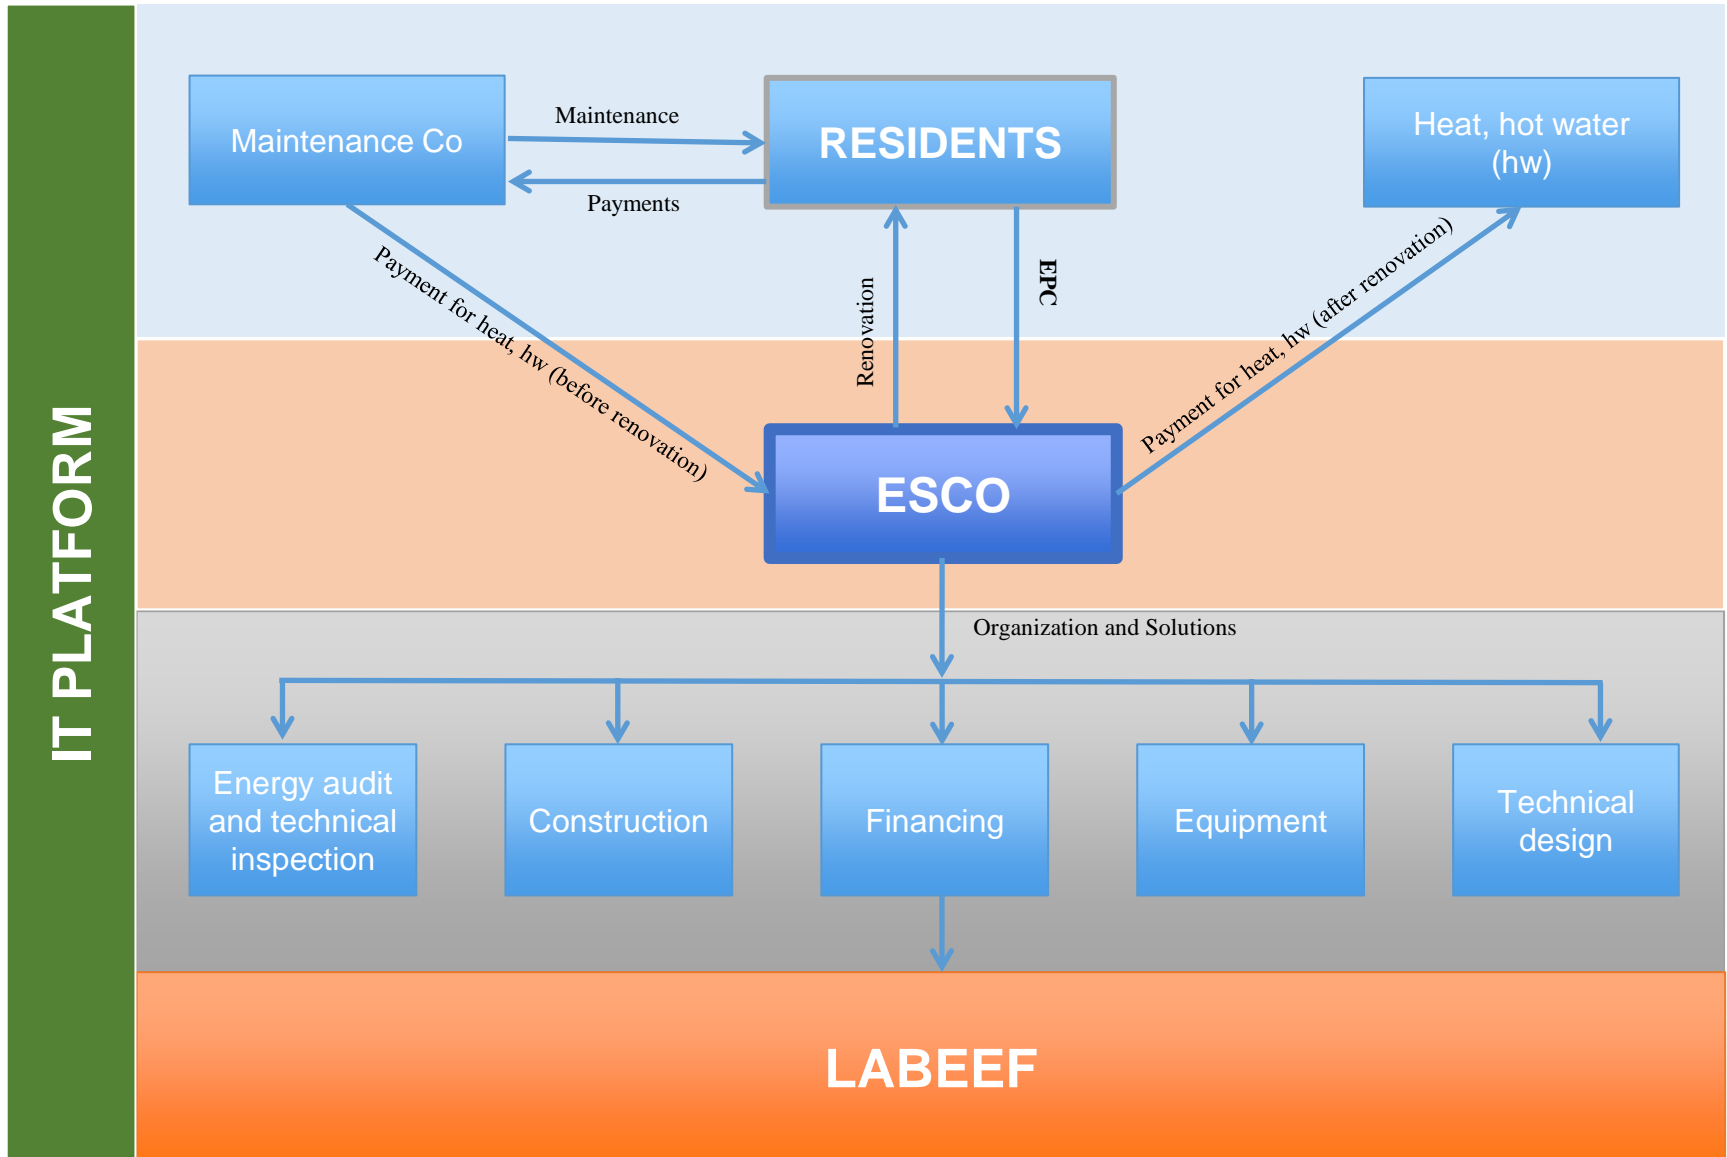 IT PLATFORM
Maintenance Co
Maintenance
Payments
RESIDENTS
Heat, hot water
(hw)
Payment for heat, hw (before renovation)
Renovation
EPC
Payment for heat, hw (after renovation)
ESCO
Organization and Solutions
Energy audit
and technical
inspection
Construction
Financing
Equipment
Technical
design
LABEEF